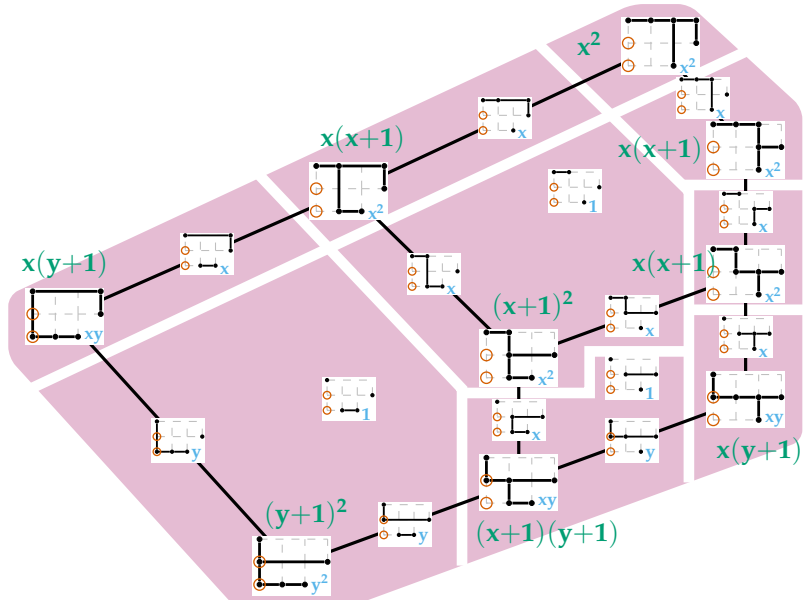 x²
x²
x
x(x+1)
x(x+1)
x
x²
x²
1
x
x(y+1)
x
x(x+1)
x
x²
(x+1)²
xy
x
x²
x
1
1
x
xy
y
y
x(y+1)
(y+1)²
xy
(x+1)(y+1)
y
y²